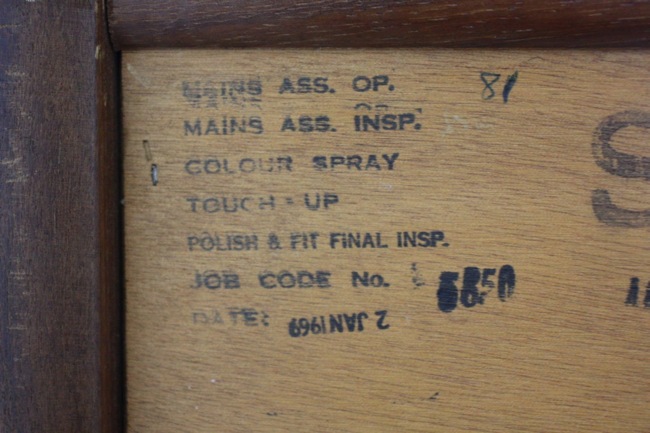 MAINS ASS. OP. 81
MAINS ASS. INSP.
COLOUR SPRAY
TOUCH - UP
POLISH & FIT FINAL INSP.
JOB CODE No. 6850
DATE: 2 JAN 1969
S